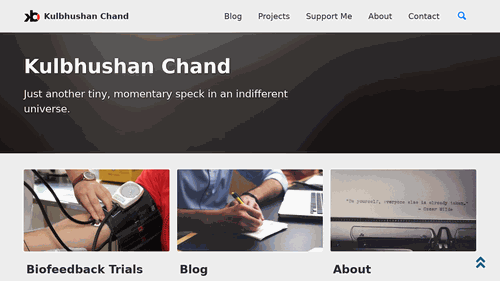 Kulbhushan Chand
Blog
Projects
Support Me
About
Contact
Kulbhushan Chand
Just another tiny, momentary speck in an indifferent
universe.
"Be yourself, everyone else is already taken."
- Oscar Wilde
Biofeedback Trials
Blog
About